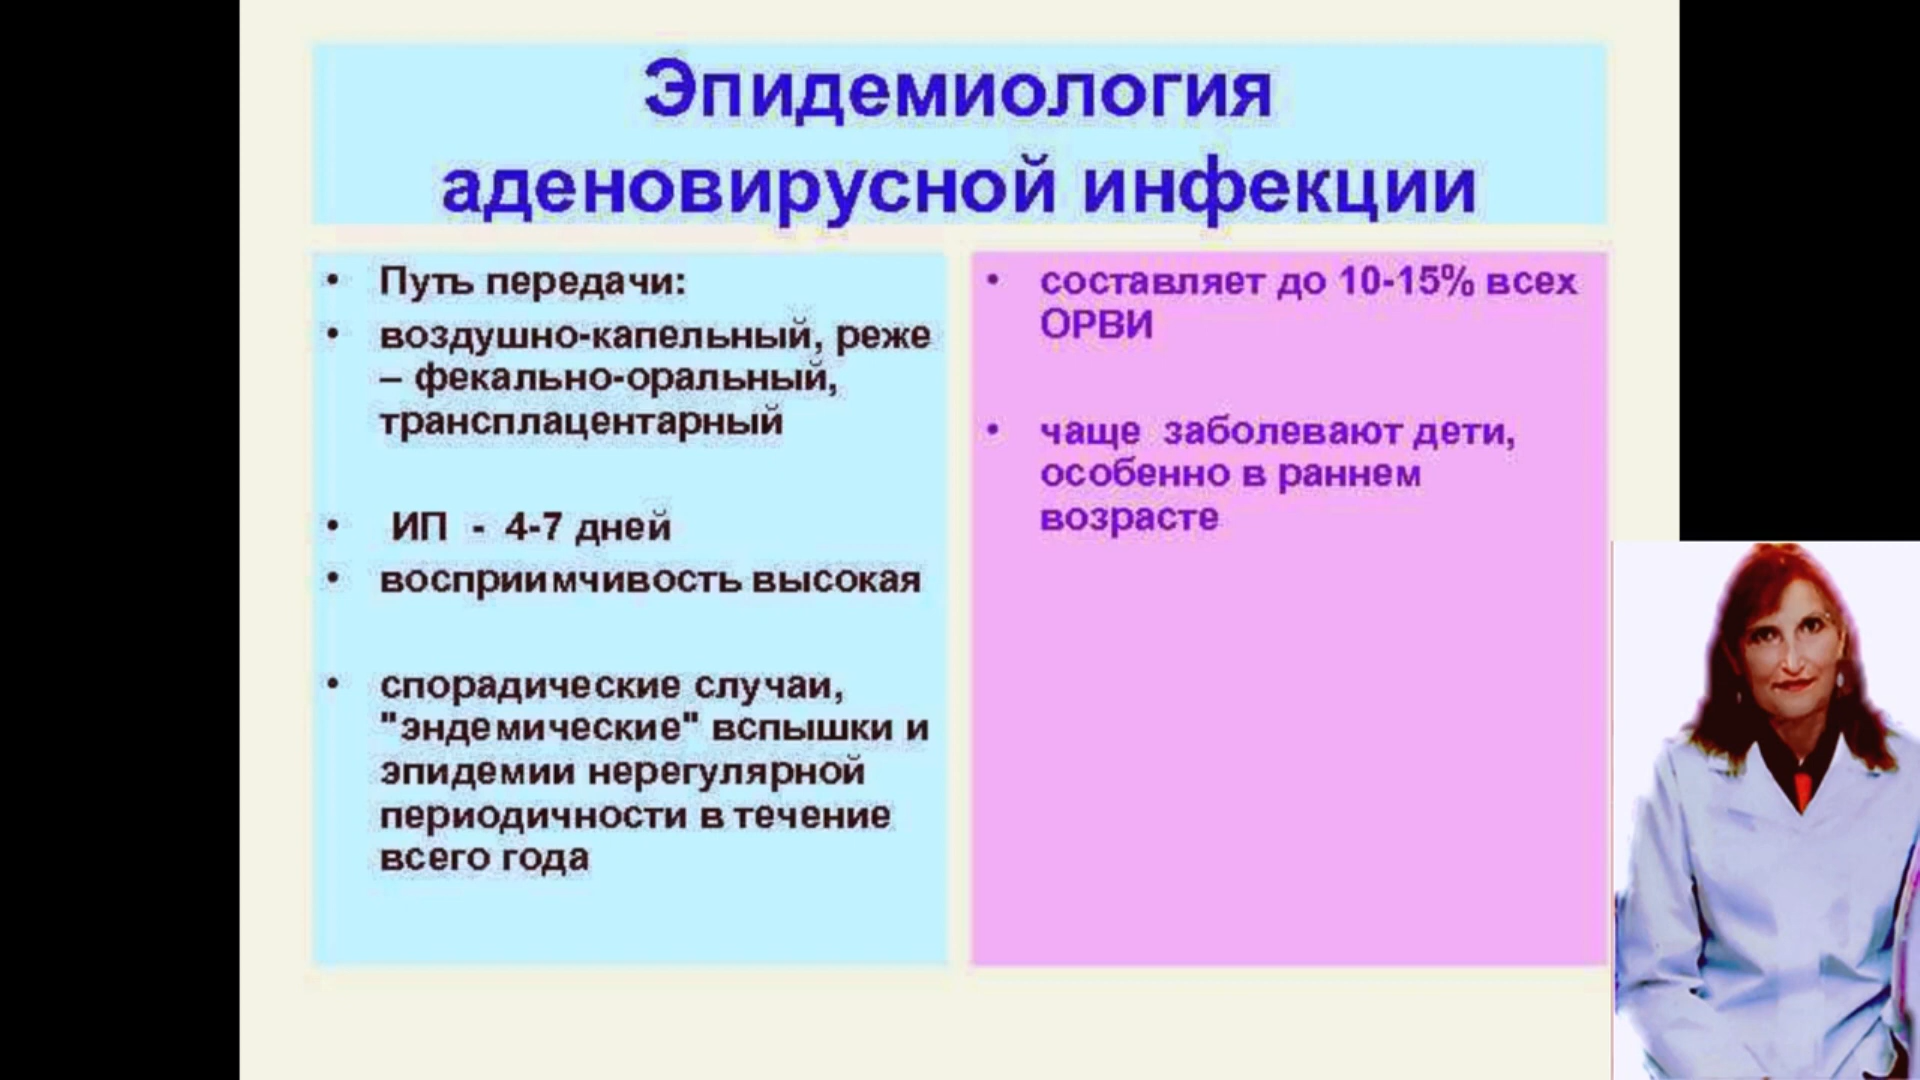 Эпидемиология
аденовирусной инфекции
• Путь передачи:
• воздушно-капельный, реже
– фекально-оральный,
трансплацентарный
• ИП - 4-7 дней
• восприимчивость высокая
• спорадические случаи,
"эндемические" вспышки и
эпидемии нерегулярной
периодичности в течение
всего года
• составляет до 10-15% всех
ОРВИ
• чаще заболевают дети,
особенно в раннем
возрасте